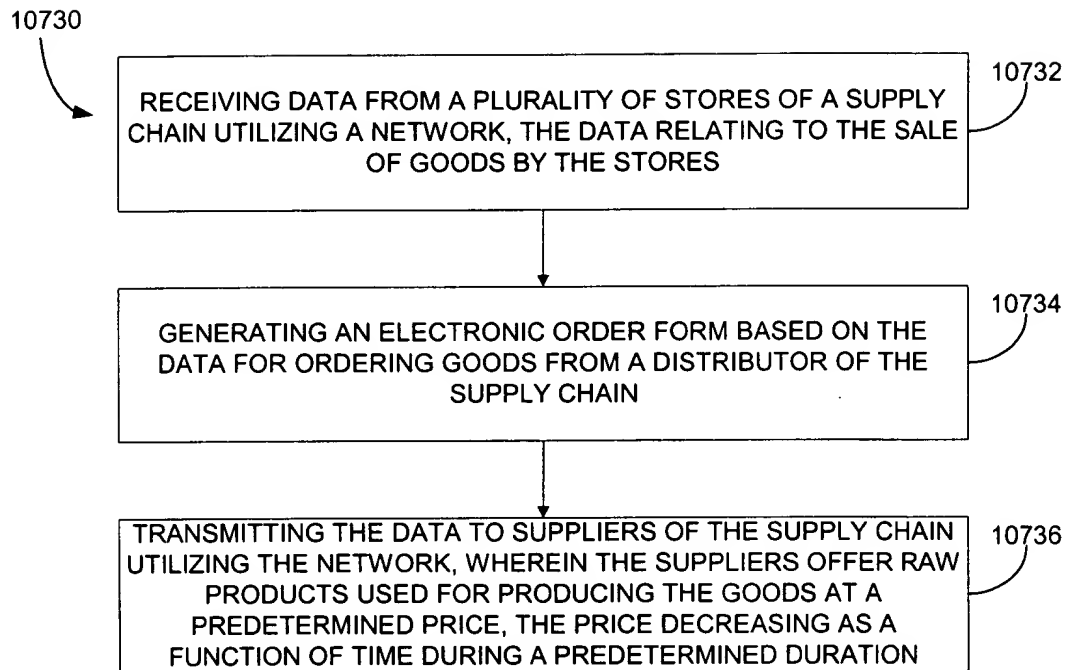 10730
10732
RECEIVING DATA FROM A PLURALITY OF STORES OF A SUPPLY
CHAIN UTILIZING A NETWORK, THE DATA RELATING TO THE SALE
OF GOODS BY THE STORES
10734
GENERATING AN ELECTRONIC ORDER FORM BASED ON THE
DATA FOR ORDERING GOODS FROM A DISTRIBUTOR OF THE
SUPPLY CHAIN
10736
TRANSMITTING THE DATA TO SUPPLIERS OF THE SUPPLY CHAIN
UTILIZING THE NETWORK, WHEREIN THE SUPPLIERS OFFER RAW
PRODUCTS USED FOR PRODUCING THE GOODS AT A
PREDETERMINED PRICE, THE PRICE DECREASING AS A
FUNCTION OF TIME DURING A PREDETERMINED DURATION